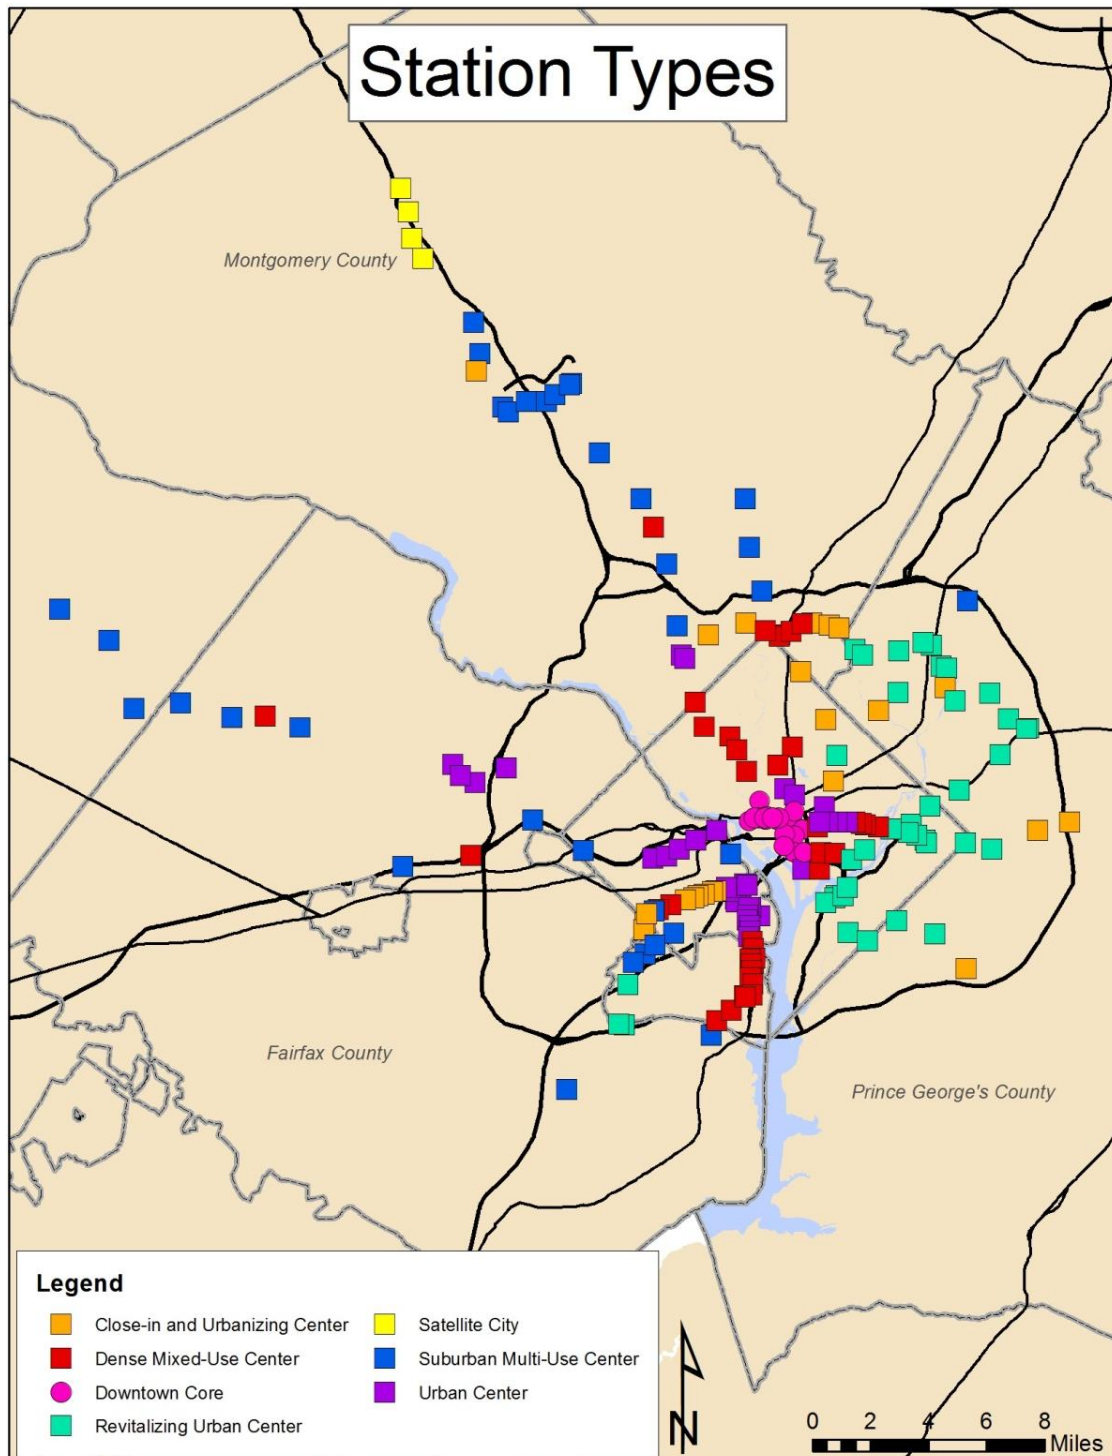 Station Types
Montgomery County
Fairfax County
Prince George's County
Legend
Close-in and Urbanizing Center
Dense Mixed-Use Center
Downtown Core
Revitalizing Urban Center
Satellite City
Suburban Multi-Use Center
Urban Center
N
0 2 4 6 8
Miles